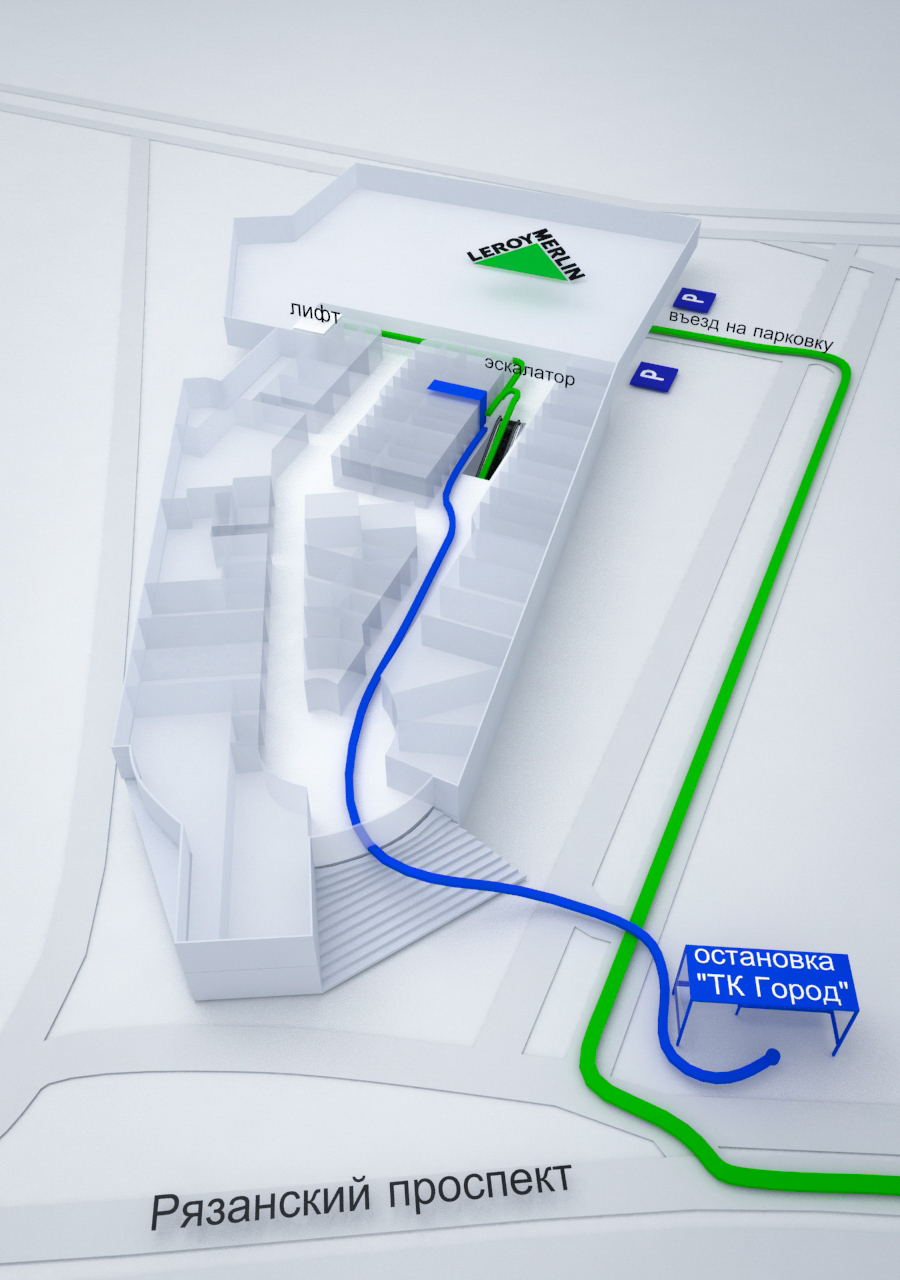 LEROY
MERLIN
P
въезд на парковку
лифт
эскалатор
P
остановка
"ТК Город"
Рязанский проспект